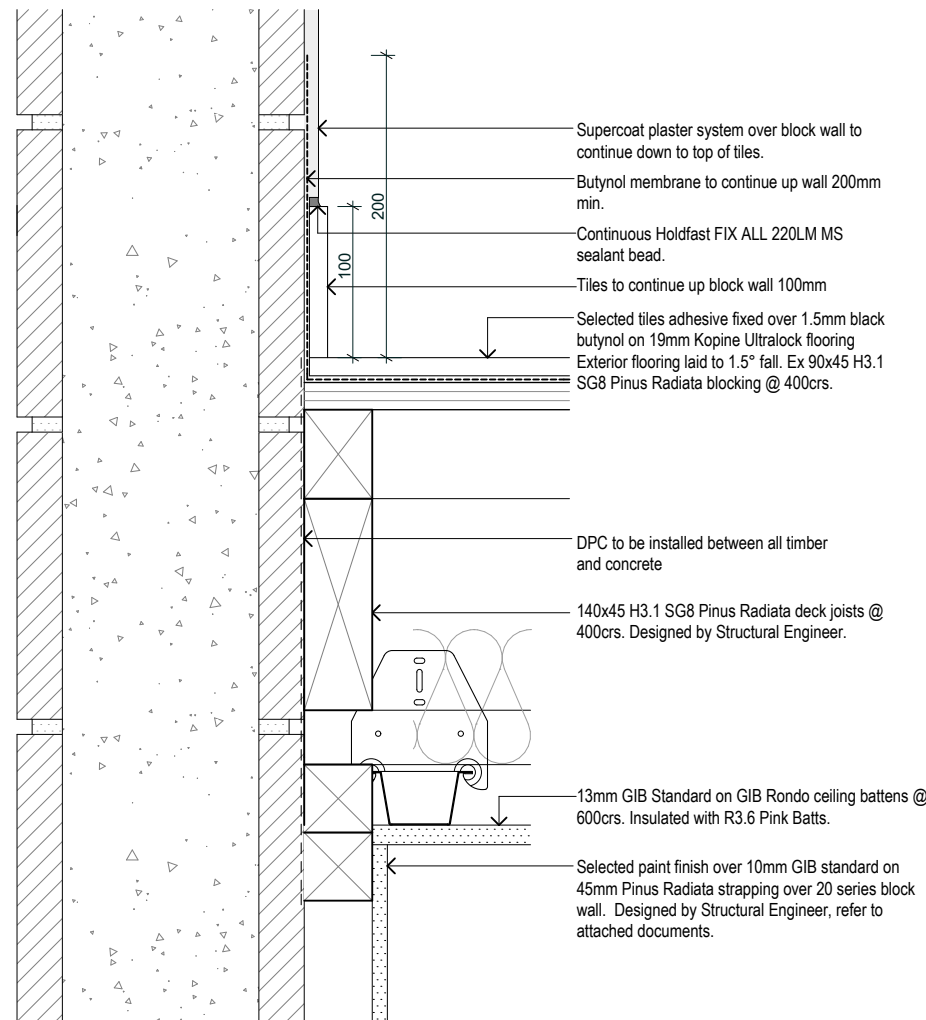 Supercoat plaster system over block wall to
continue down to top of tiles.
Butynol membrane to continue up wall 200mm
min.
200
Continuous Holdfast FIX ALL 220LM MS
sealant bead.
100
Tiles to continue up block wall 100mm
Selected tiles adhesive fixed over 1.5mm black
butynol on 19mm Kopine Ultralock flooring
Exterior flooring laid to 1.5° fall. Ex 90x45 H3.1
SG8 Pinus Radiata blocking @ 400crs.
DPC to be installed between all timber
and concrete
140x45 H3.1 SG8 Pinus Radiata deck joists @
400crs. Designed by Structural Engineer.
13mm GIB Standard on GIB Rondo ceiling battens @
600crs. Insulated with R3.6 Pink Batts.
Selected paint finish over 10mm GIB standard on
45mm Pinus Radiata strapping over 20 series block
wall. Designed by Structural Engineer, refer to
attached documents.